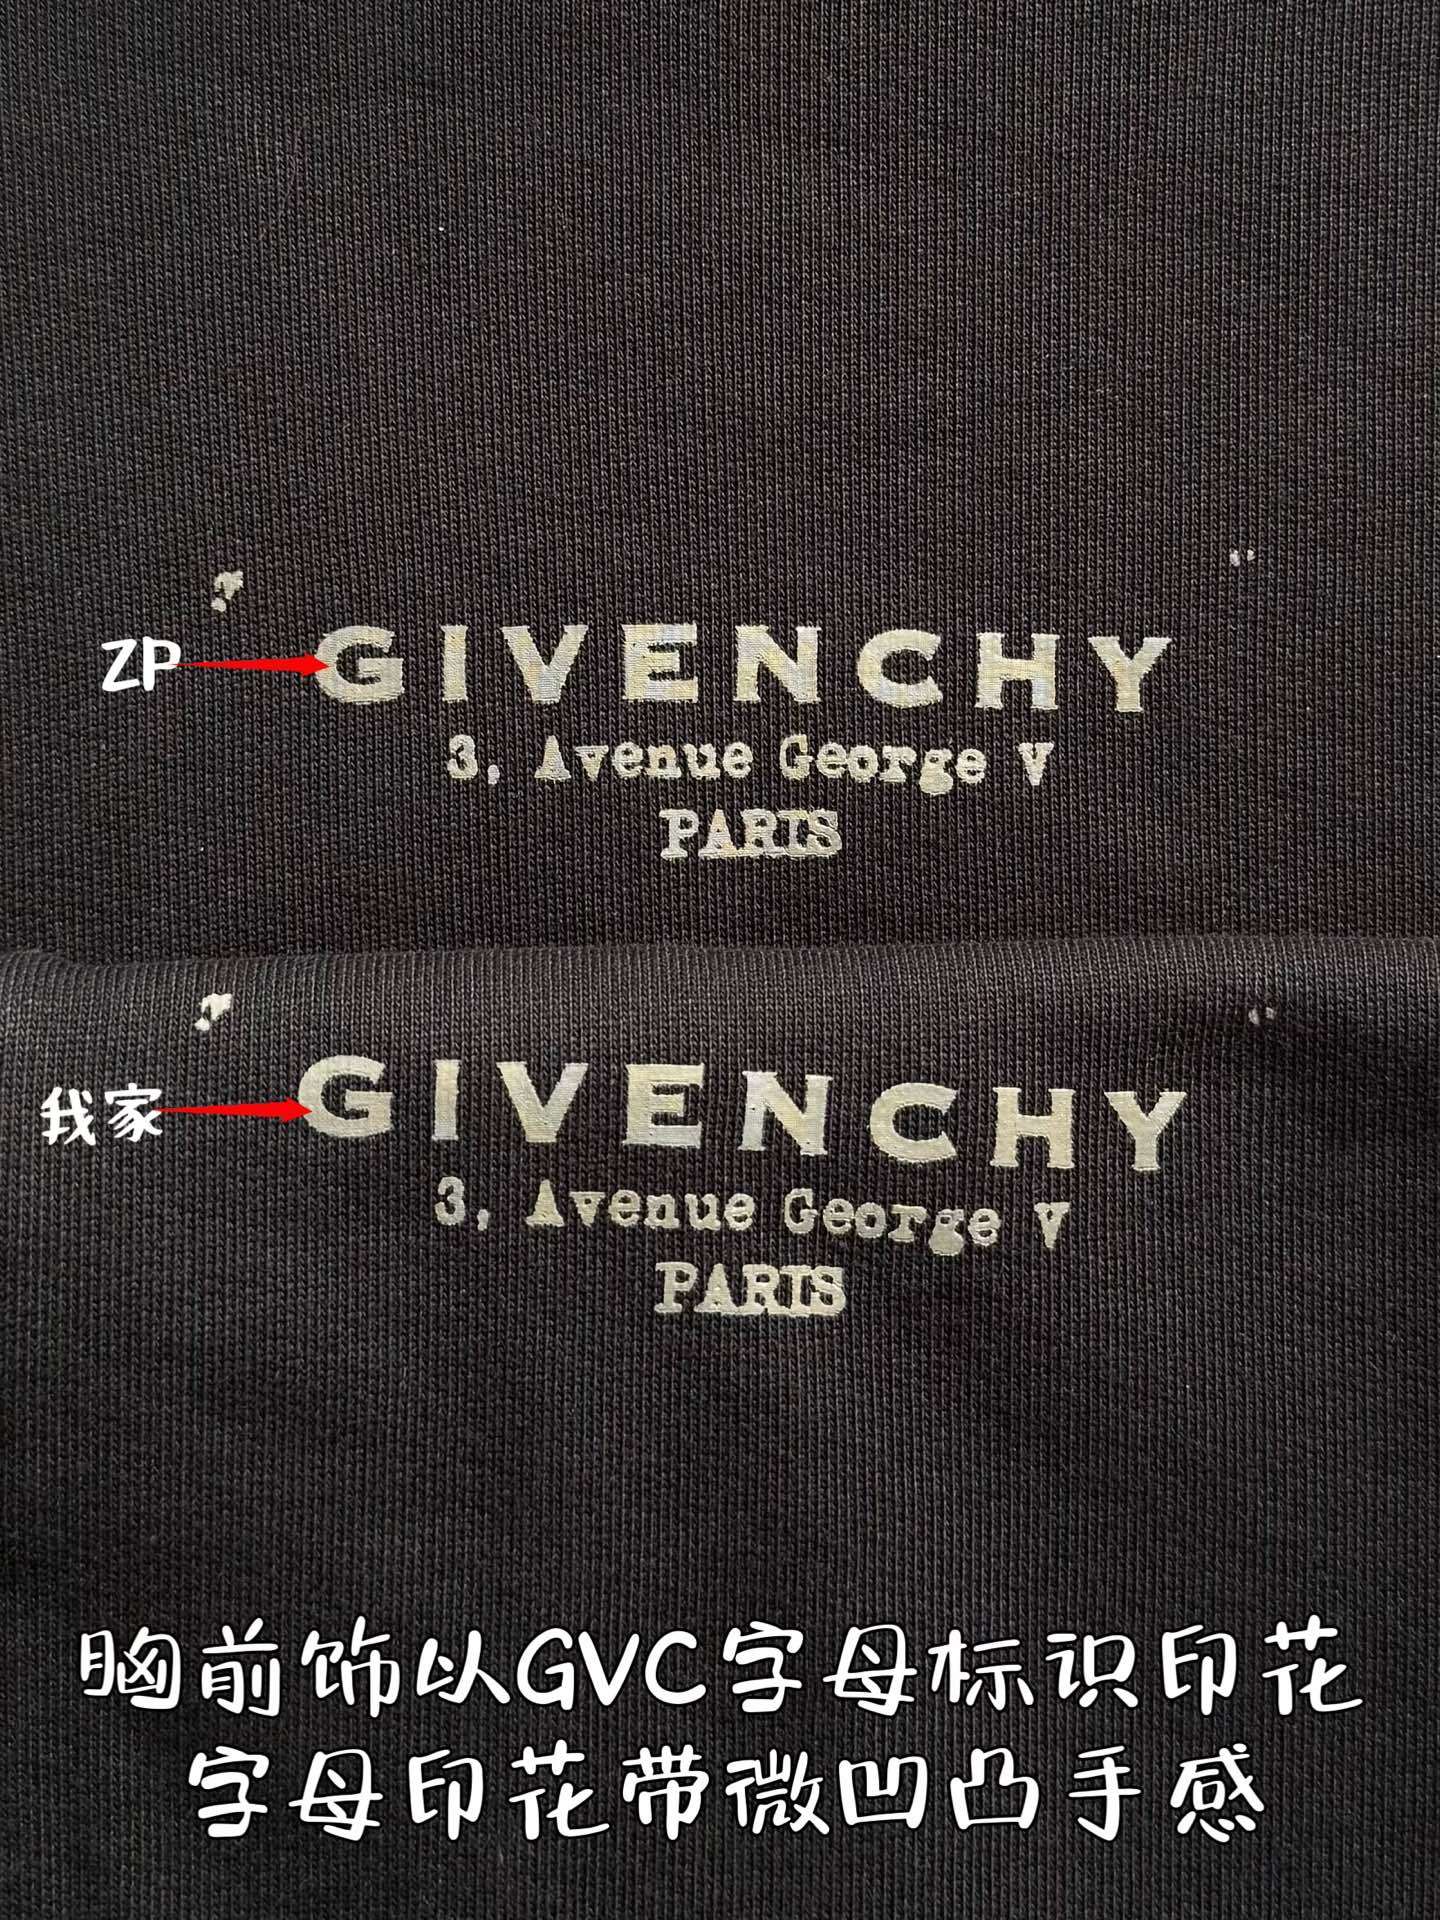 ZP
GIVENCHY
3, Avenue George V
PARIS
我家
GIVENCHY
3, Avenue George V
PARIS
胸前饰以GVC字母标识印花
字母印花带微凹凸手感